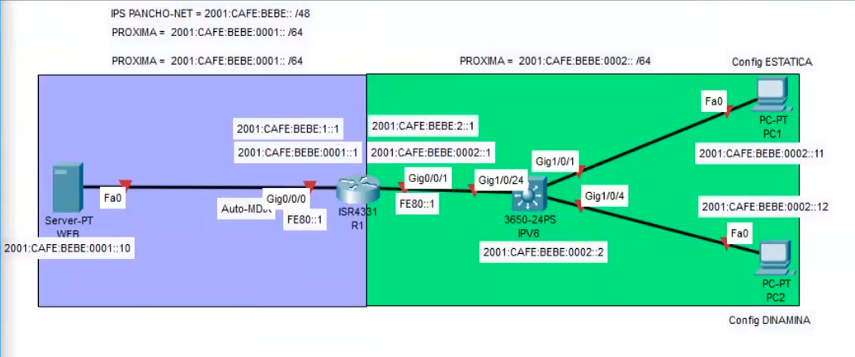 IPS PANCHO-NET = 2001:CAFE:BEBE:: /48
PROXIMA = 2001:CAFE:BEBE:0001:: /64
PROXIMA = 2001:CAFE:BEBE:0001:: /64
PROXIMA = 2001:CAFE:BEBE:0002:: /64
Config ESTATICA
Fa0
PC-PT
PC1
2001:CAFE:BEBE:0002::11
2001:CAFE:BEBE:1::1
2001:CAFE:BEBE:2::1
2001:CAFE:BEBE:0001::1
2001:CAFE:BEBE:0002::1
Gig1/0/1
Gig0/0/1
Gig1/0/24
Fa0
Server-PT
WEB
2001:CAFE:BEBE:0001::10
Gig0/0/0
FE80::1
ISR4331
R1
FE80::1
3650-24PS
IPV6
2001:CAFE:BEBE:0002::2
Gig1/0/4
2001:CAFE:BEBE:0002::12
Fa0
PC-PT
PC2
Config DINAMINA